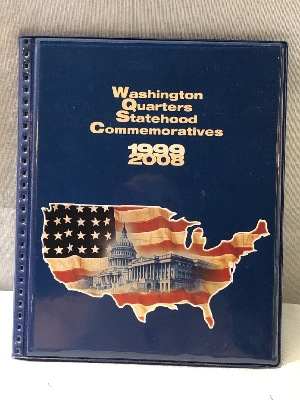 Washington
Quarters
Statehood
Commemoratives
1999
2008